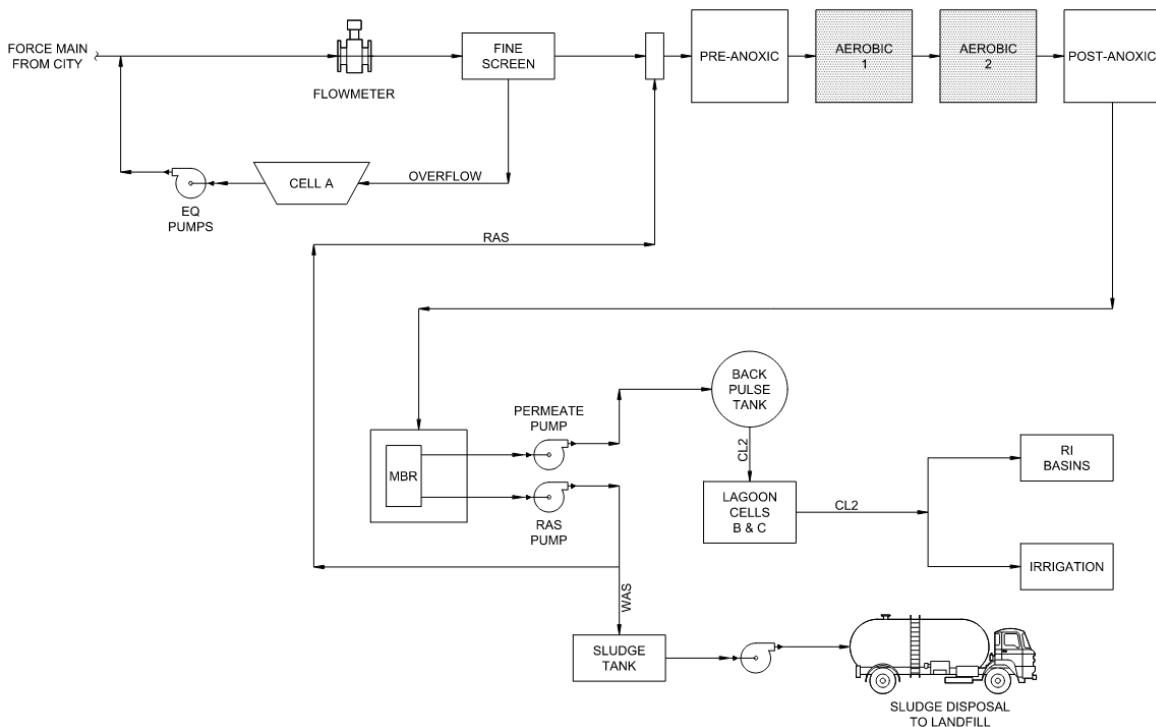 FORCE MAIN
FROM CITY
FLOWMETER
FINE
SCREEN
PRE-ANOXIC
AEROBIC
1
AEROBIC
2
POST-ANOXIC
OVERFLOW
CELL A
EQ
PUMPS
RAS
BACK
PULSE
TANK
PERMEATE
PUMP
MBR
RAS
PUMP
CL2
LAGOON
CELLS
B & C
CL2
RI
BASINS
IRRIGATION
WAS
SLUDGE
TANK
SLUDGE DISPOSAL
TO LANDFILL